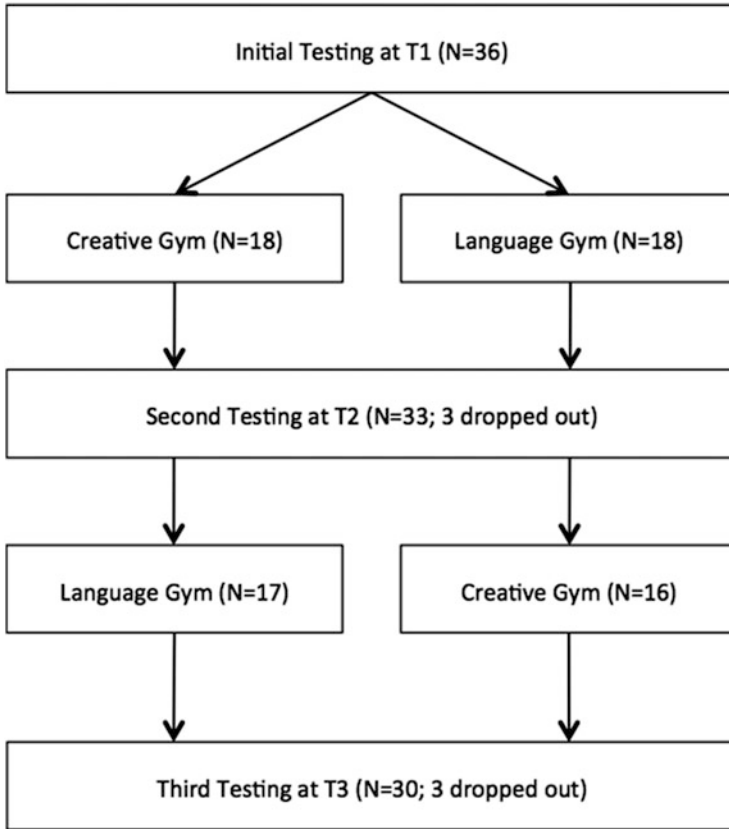 Initial Testing at T1 (N=36)
Creative Gym (N=18)
Language Gym (N=18)
Second Testing at T2 (N=33; 3 dropped out)
Language Gym (N=17)
Creative Gym (N=16)
Third Testing at T3 (N=30; 3 dropped out)